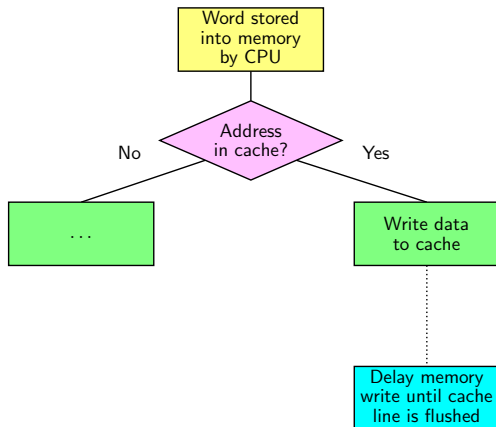 Word stored
into memory
by CPU
Address
in cache?
No
Yes
...
Write data
to cache
Delay memory
write until cache
line is flushed